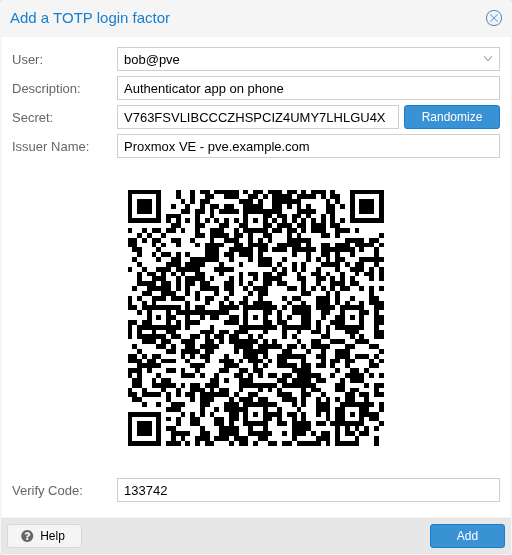 Add a TOTP login factor
User: bob@pve
Description: Authenticator app on phone
Secret: V763FSVLIBCCCZHSPCIZ4UMY7LHLGU4X Randomize
Issuer Name: Proxmox VE - pve.example.com
Verify Code: 133742
? Help Add